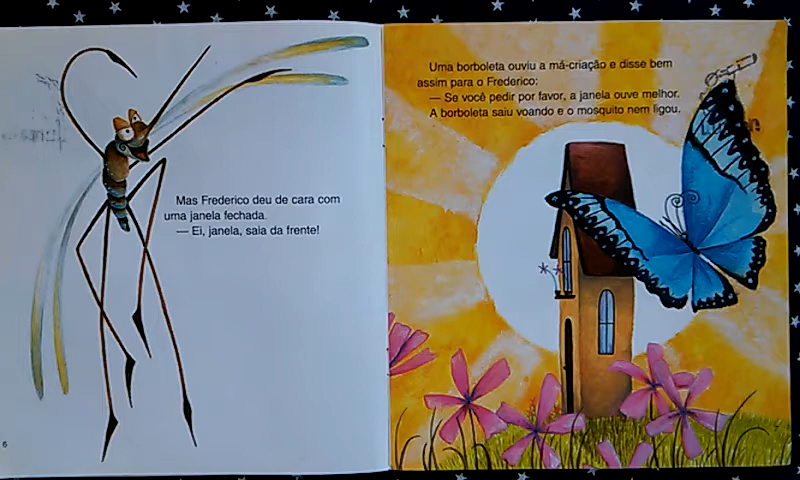 Mas Frederico deu de cara com
uma janela fechada.
— Ei, janela, saia da frente!
6
Uma borboleta ouviu a má-criação e disse bem
assim para o Frederico:
— Se você pedir por favor, a janela ouve melhor.
A borboleta saiu voando e o mosquito nem ligou.